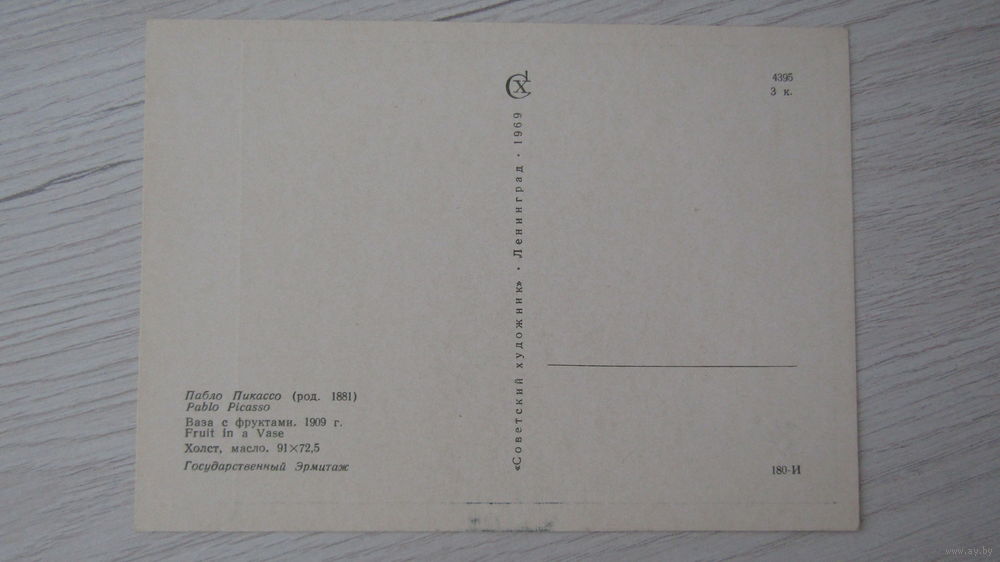 Пабло Пикассо (род. 1881)
Pablo Picasso
Ваза с фруктами. 1909 г.
Fruit in a Vase
Холст, масло. 91×72,5
Государственный Эрмитаж
«Советский художник» · Ленинград · 1969
4395
3 к.
180-И
www.ay.by